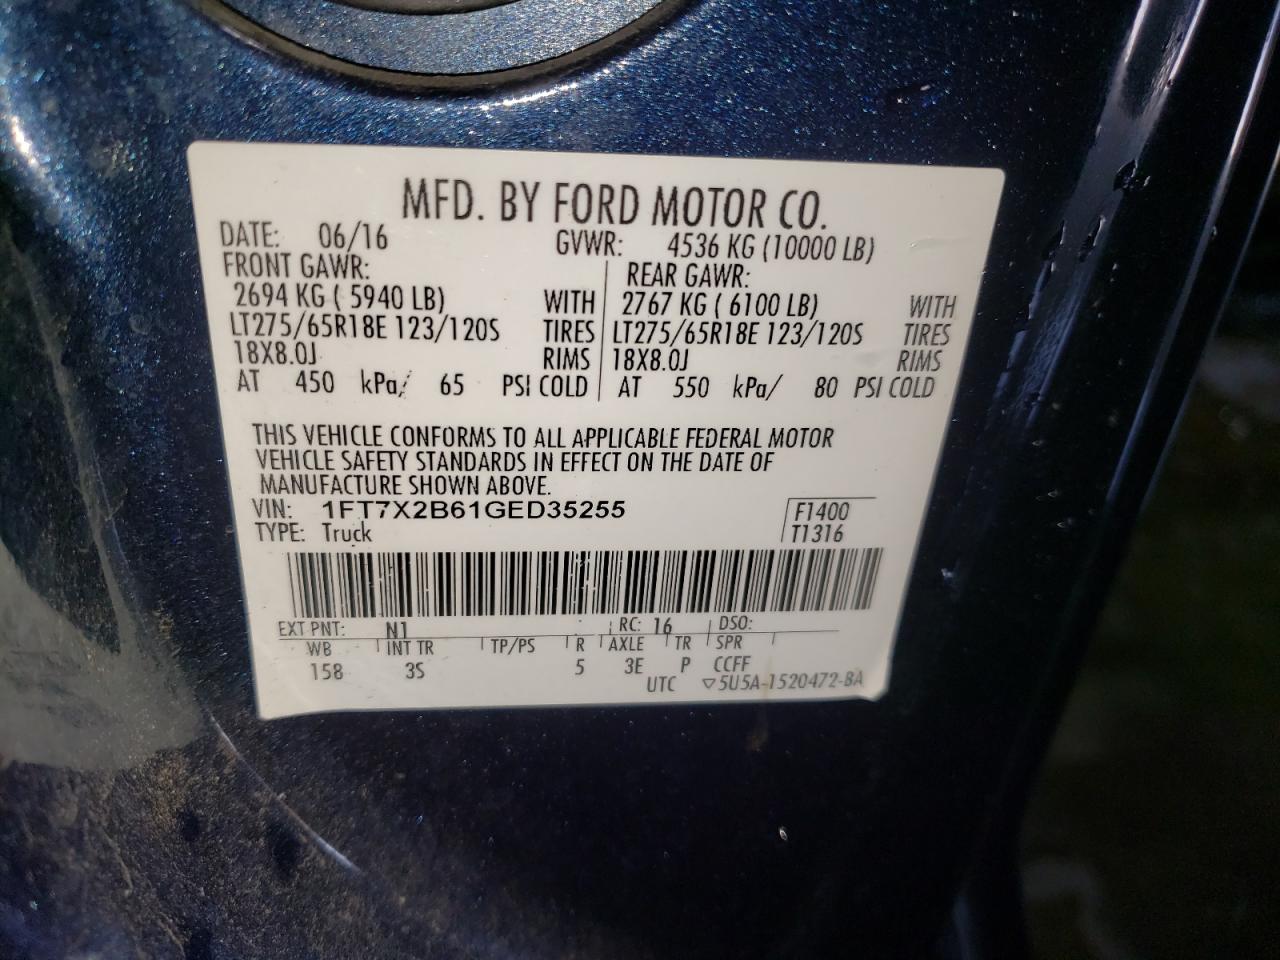 MFD. BY FORD MOTOR CO.
DATE: 06/16 GVWR: 4536 KG (10000 LB)
FRONT GAWR: REAR GAWR:
2694 KG ( 5940 LB) WITH 2767 KG ( 6100 LB) WITH
LT275/65R18E 123/120S TIRES LT275/65R18E 123/120S TIRES
18X8.0J RIMS 18X8.0J RIMS
AT 450 kPa/ 65 PSI COLD AT 550 kPa/ 80 PSI COLD
THIS VEHICLE CONFORMS TO ALL APPLICABLE FEDERAL MOTOR
VEHICLE SAFETY STANDARDS IN EFFECT ON THE DATE OF
MANUFACTURE SHOWN ABOVE.
VIN: 1FT7X2B61GED35255 F1400
TYPE: Truck T1316
EXT PNT: N1 RC: 16 DSO:
WB INT TR TP/PS R AXLE TR SPR
158 3S 5 3E P CCFF
UTC ▽5U5A-1520472-BA